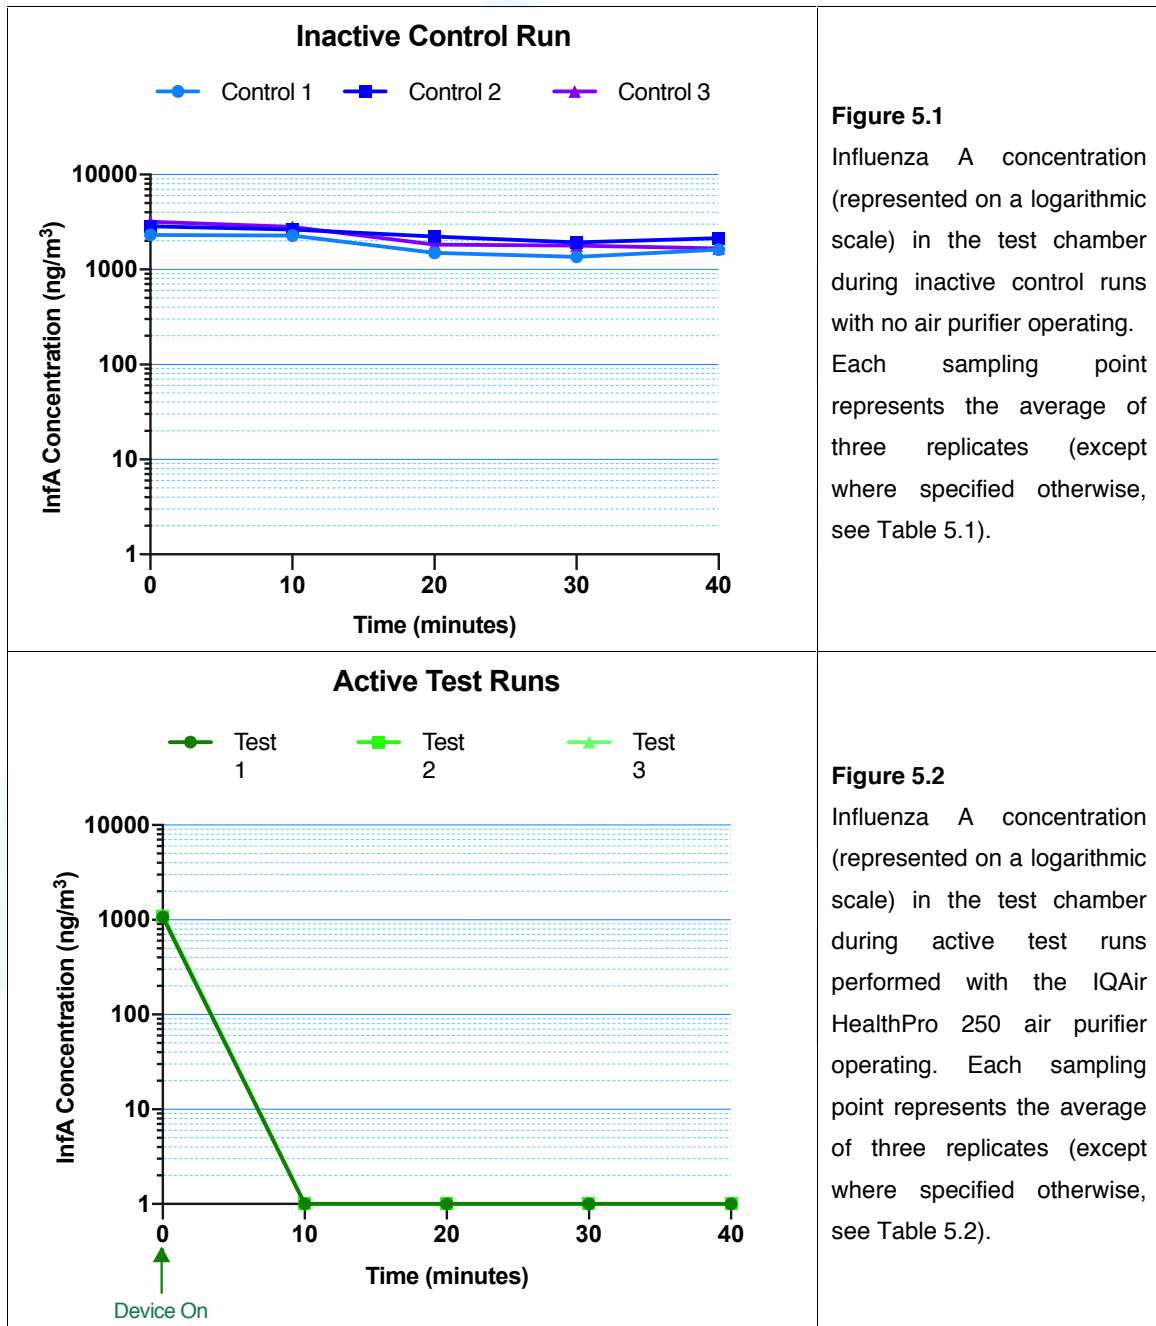 Inactive Control Run
Control 1
Control 2
Control 3
10000
1000
100
10
1
InfA Concentration (ng/m³)
0
10
20
30
40
Time (minutes)
Figure 5.1
Influenza A concentration
(represented on a logarithmic
scale) in the test chamber
during inactive control runs
with no air purifier operating.
Each sampling point
represents the average of
three replicates (except
where specified otherwise,
see Table 5.1).
Active Test Runs
Test
1
Test
2
Test
3
10000
1000
100
10
1
InfA Concentration (ng/m³)
0
10
20
30
40
Time (minutes)
Device On
Figure 5.2
Influenza A concentration
(represented on a logarithmic
scale) in the test chamber
during active test runs
performed with the IQAir
HealthPro 250 air purifier
operating. Each sampling
point represents the average
of three replicates (except
where specified otherwise,
see Table 5.2).